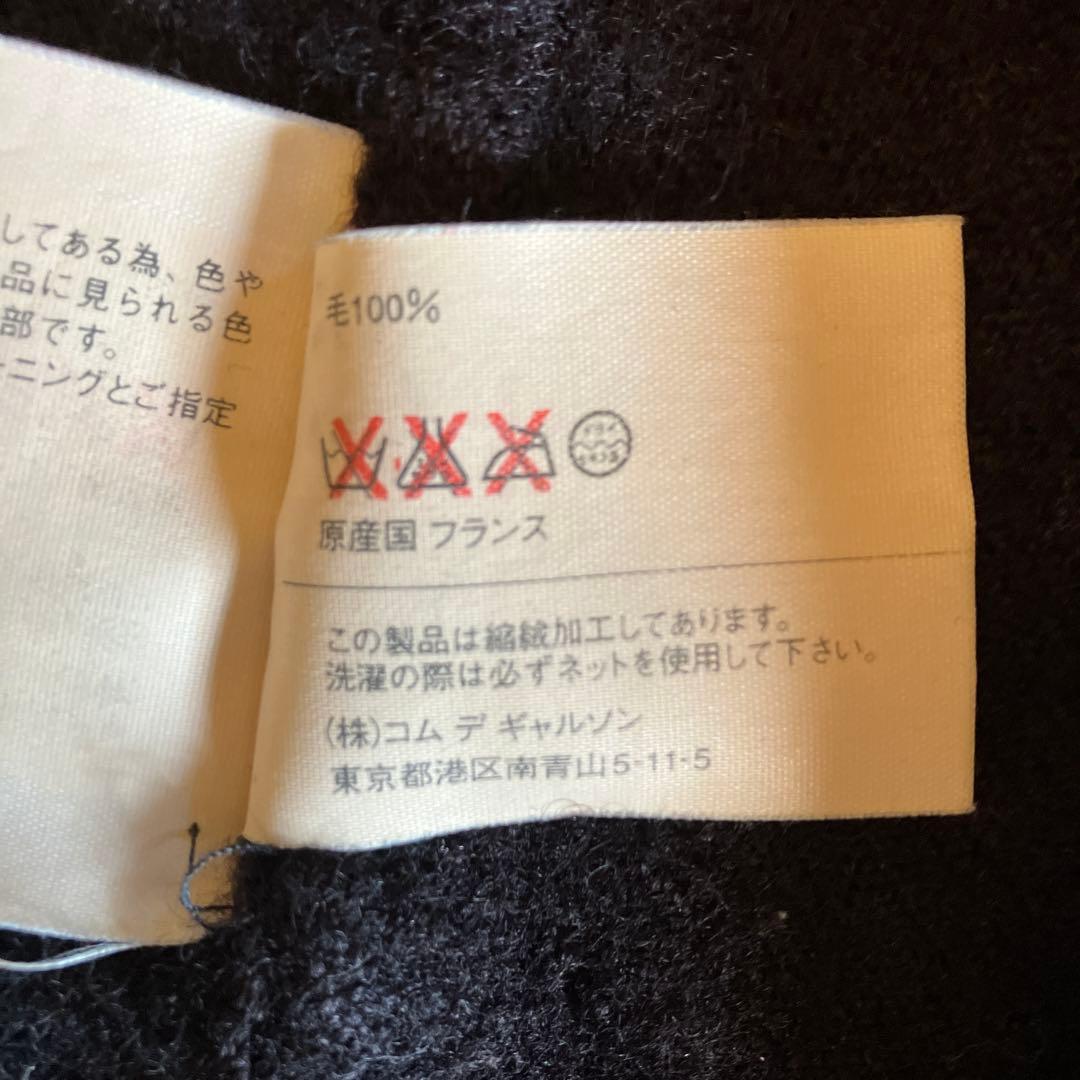 してある為、色や
品に見られる色
部です。
ーニングとご指定
毛100%
原産国 フランス
この製品は縮絨加工してあります。
洗濯の際は必ずネットを使用して下さい。
(株)コム デ ギャルソン
東京都港区南青山5-11-5